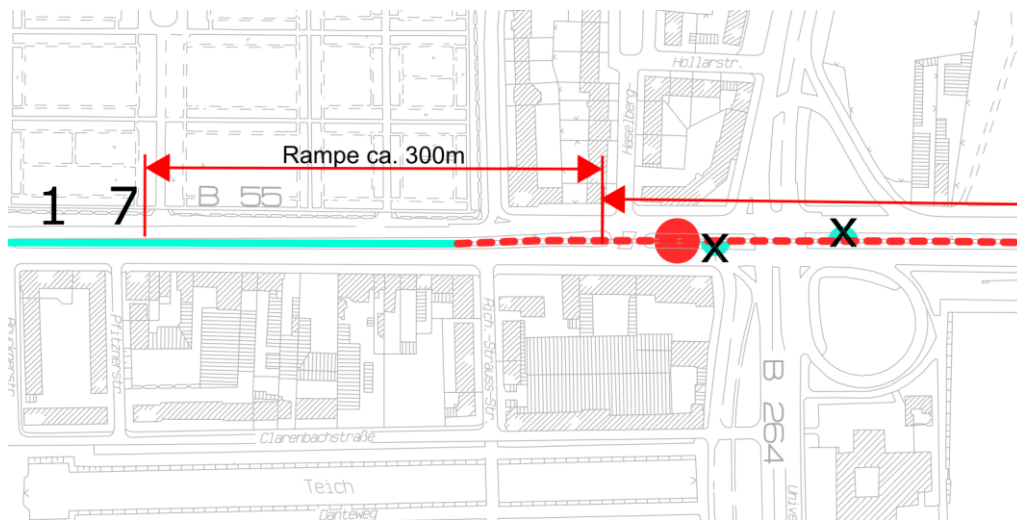 Hollarstr.
Haselberg
Rampe ca. 300m
B 55
1 7
X
X
Pfitznerstr.
Rich.-Strauss-Str.
B 264
Clarenbachstraße
Teich
Danteweg